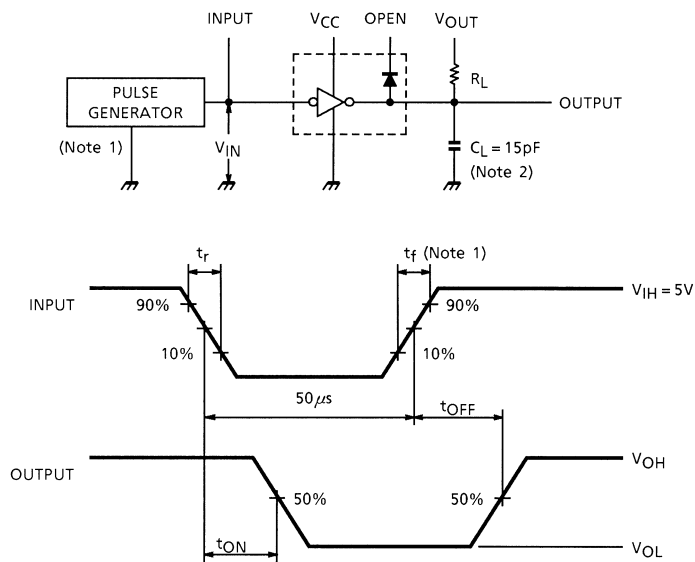 INPUT VCC OPEN VOUT
PULSE GENERATOR
RL
OUTPUT
(Note 1)
VIN
CL = 15pF
(Note 2)
tr
tf (Note 1)
INPUT
90%
90%
VIH = 5V
10%
10%
50μs
tOFF
OUTPUT
VOH
50%
50%
tON
VOL